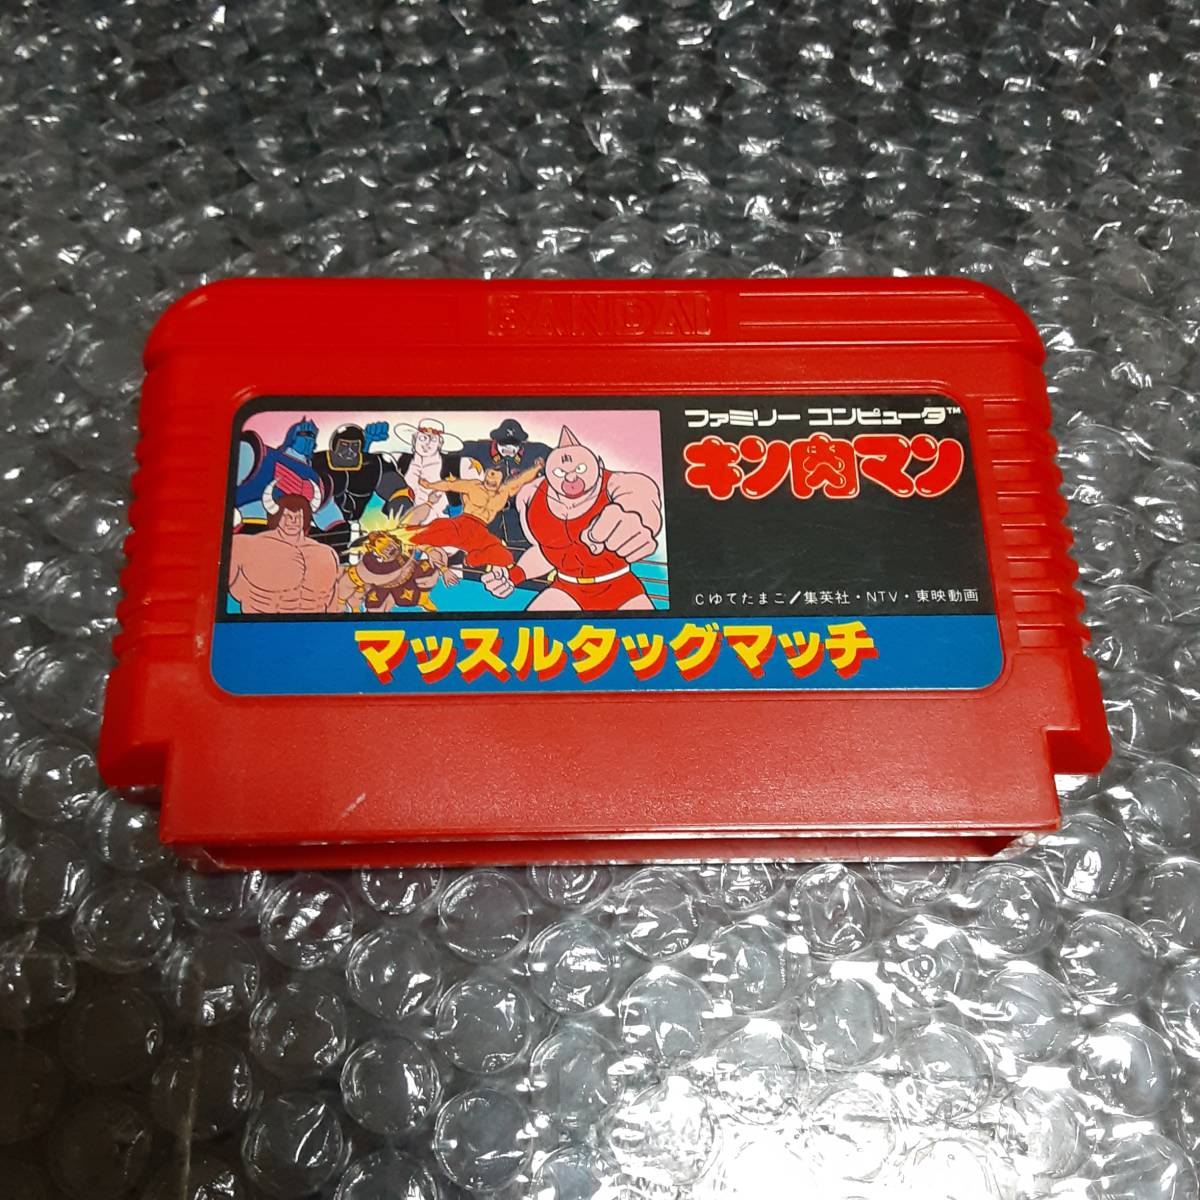 BANDAI
ファミリー コンピュータ™
キン肉マン
肉
Cゆでたまご/集英社・NTV・東映動画
マッスルタッグマッチ